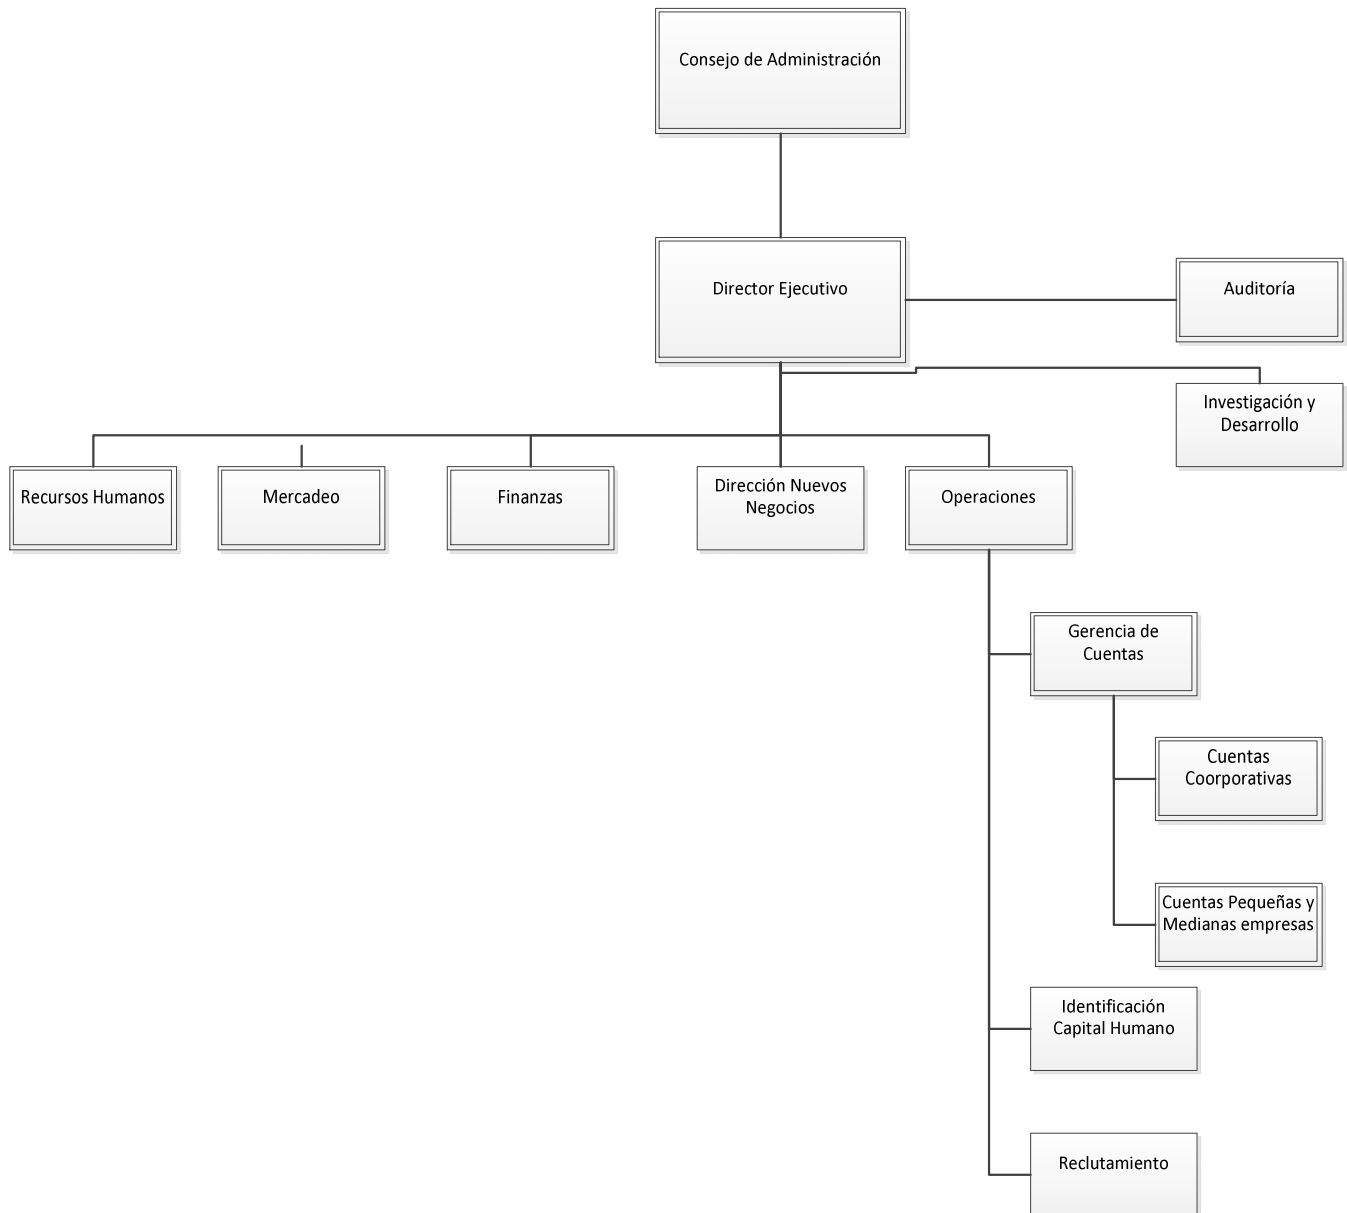 Consejo de Administración
Director Ejecutivo
Auditoría
Investigación y
Desarrollo
Recursos Humanos
Mercadeo
Finanzas
Dirección Nuevos
Negocios
Operaciones
Gerencia de
Cuentas
Cuentas
Coorporativas
Cuentas Pequeñas y
Medianas empresas
Identificación
Capital Humano
Reclutamiento